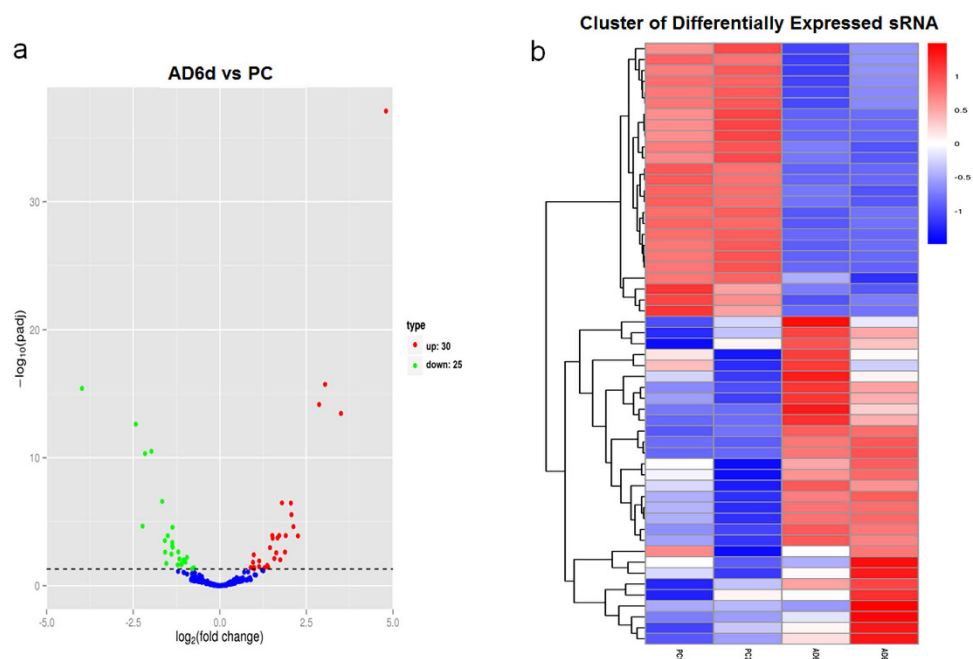 a
AD6d vs PC
−log10(padj)
30
20
10
0
-5.0
-2.5
0.0
2.5
5.0
log2(fold change)
type
up: 30
down: 25
b
Cluster of Differentially Expressed sRNA
1
0.5
0
-0.5
-1